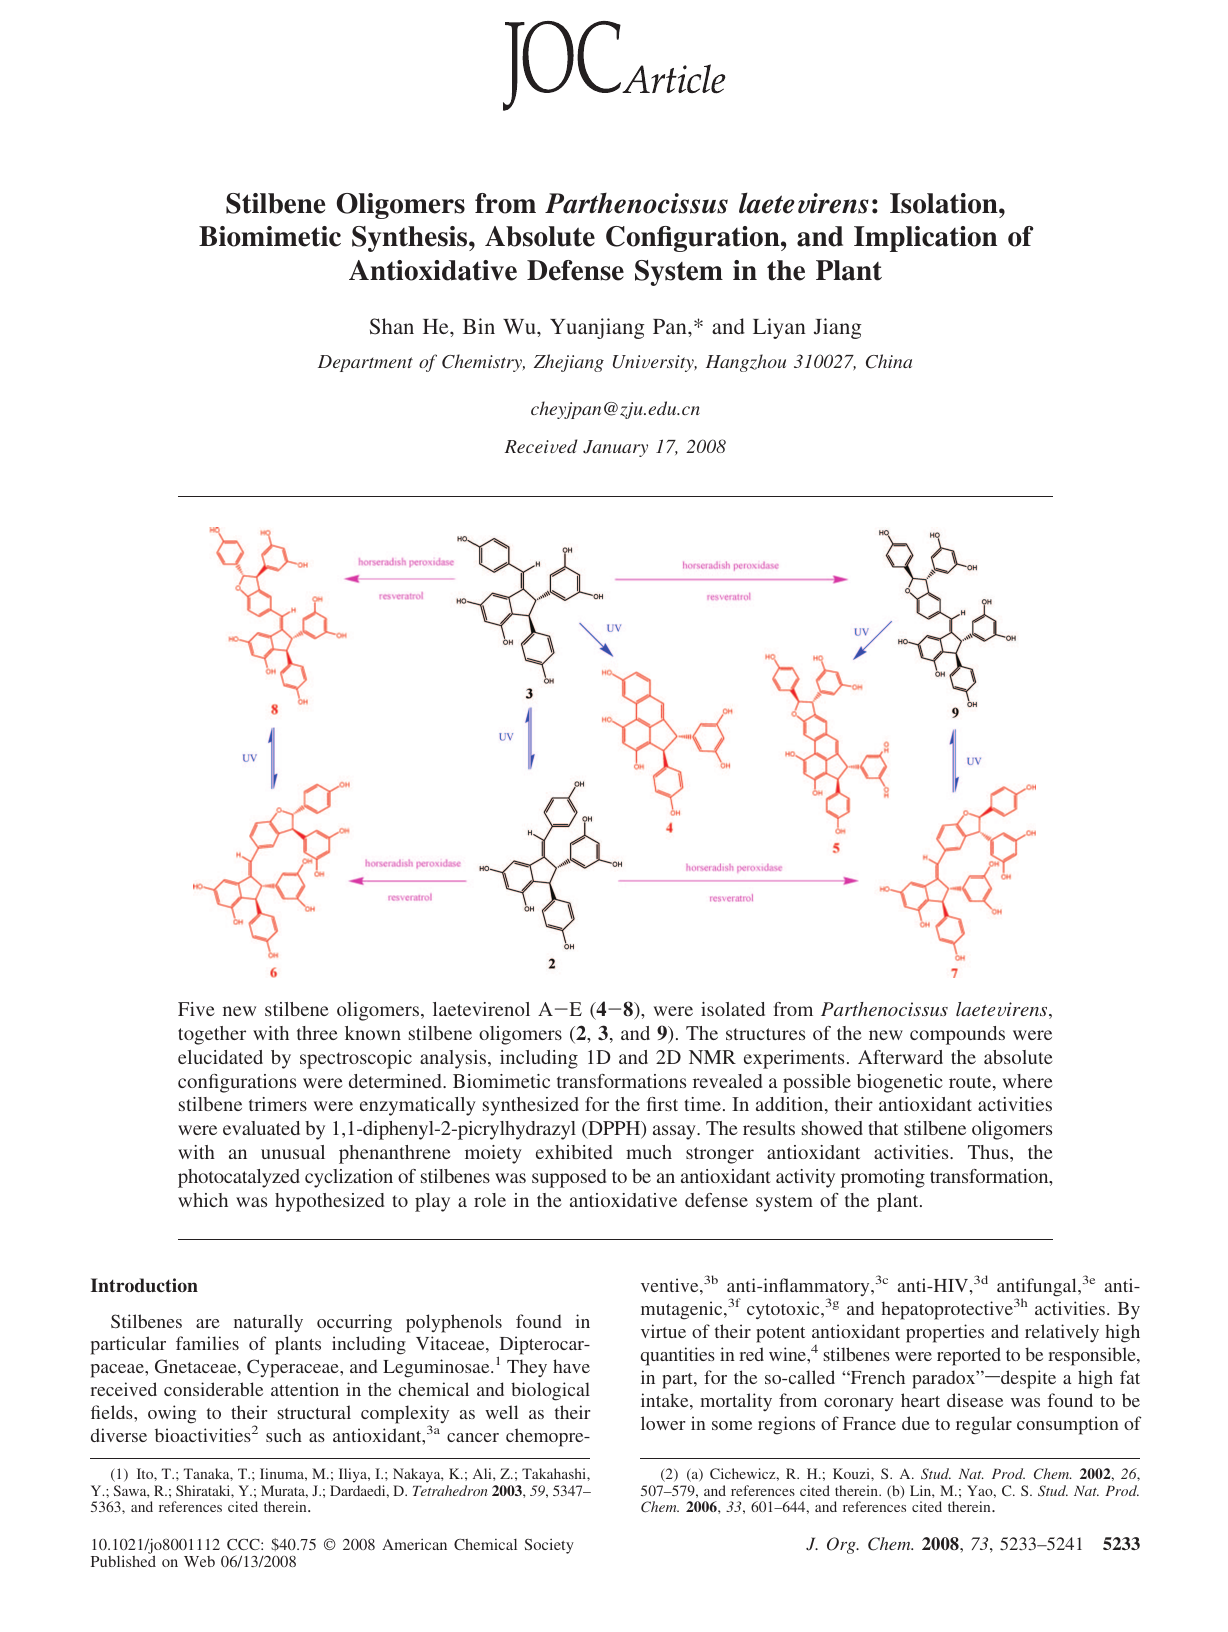 JOC Article
Stilbene Oligomers from Parthenocissus laetevirens: Isolation,
Biomimetic Synthesis, Absolute Configuration, and Implication of
Antioxidative Defense System in the Plant
Shan He, Bin Wu, Yuanjiang Pan,* and Liyan Jiang
Department of Chemistry, Zhejiang University, Hangzhou 310027, China
cheyjpan@zju.edu.cn
Received January 17, 2008
horseradish peroxidase
resveratrol
horseradish peroxidase
resveratrol
UV
UV
8
3
9
UV
UV
4
5
UV
horseradish peroxidase
resveratrol
horseradish peroxidase
resveratrol
6
2
7
Five new stilbene oligomers, laetevirenol A−E (4−8), were isolated from Parthenocissus laetevirens,
together with three known stilbene oligomers (2, 3, and 9). The structures of the new compounds were
elucidated by spectroscopic analysis, including 1D and 2D NMR experiments. Afterward the absolute
configurations were determined. Biomimetic transformations revealed a possible biogenetic route, where
stilbene trimers were enzymatically synthesized for the first time. In addition, their antioxidant activities
were evaluated by 1,1-diphenyl-2-picrylhydrazyl (DPPH) assay. The results showed that stilbene oligomers
with an unusual phenanthrene moiety exhibited much stronger antioxidant activities. Thus, the
photocatalyzed cyclization of stilbenes was supposed to be an antioxidant activity promoting transformation,
which was hypothesized to play a role in the antioxidative defense system of the plant.
Introduction
Stilbenes are naturally occurring polyphenols found in
particular families of plants including Vitaceae, Dipterocar-
paceae, Gnetaceae, Cyperaceae, and Leguminosae.1 They have
received considerable attention in the chemical and biological
fields, owing to their structural complexity as well as their
diverse bioactivities2 such as antioxidant,3a cancer chemopre-
(1) Ito, T.; Tanaka, T.; Iinuma, M.; Iliya, I.; Nakaya, K.; Ali, Z.; Takahashi,
Y.; Sawa, R.; Shirataki, Y.; Murata, J.; Dardaedi, D. Tetrahedron 2003, 59, 5347–
5363, and references cited therein.
ventive,3b anti-inflammatory,3c anti-HIV,3d antifungal,3e anti-
mutagenic,3f cytotoxic,3g and hepatoprotective3h activities. By
virtue of their potent antioxidant properties and relatively high
quantities in red wine,4 stilbenes were reported to be responsible,
in part, for the so-called “French paradox”—despite a high fat
intake, mortality from coronary heart disease was found to be
lower in some regions of France due to regular consumption of
(2) (a) Cichewicz, R. H.; Kouzi, S. A. Stud. Nat. Prod. Chem. 2002, 26,
507–579, and references cited therein. (b) Lin, M.; Yao, C. S. Stud. Nat. Prod.
Chem. 2006, 33, 601–644, and references cited therein.
10.1021/jo8001112 CCC: $40.75 © 2008 American Chemical Society
Published on Web 06/13/2008
J. Org. Chem. 2008, 73, 5233–5241 5233